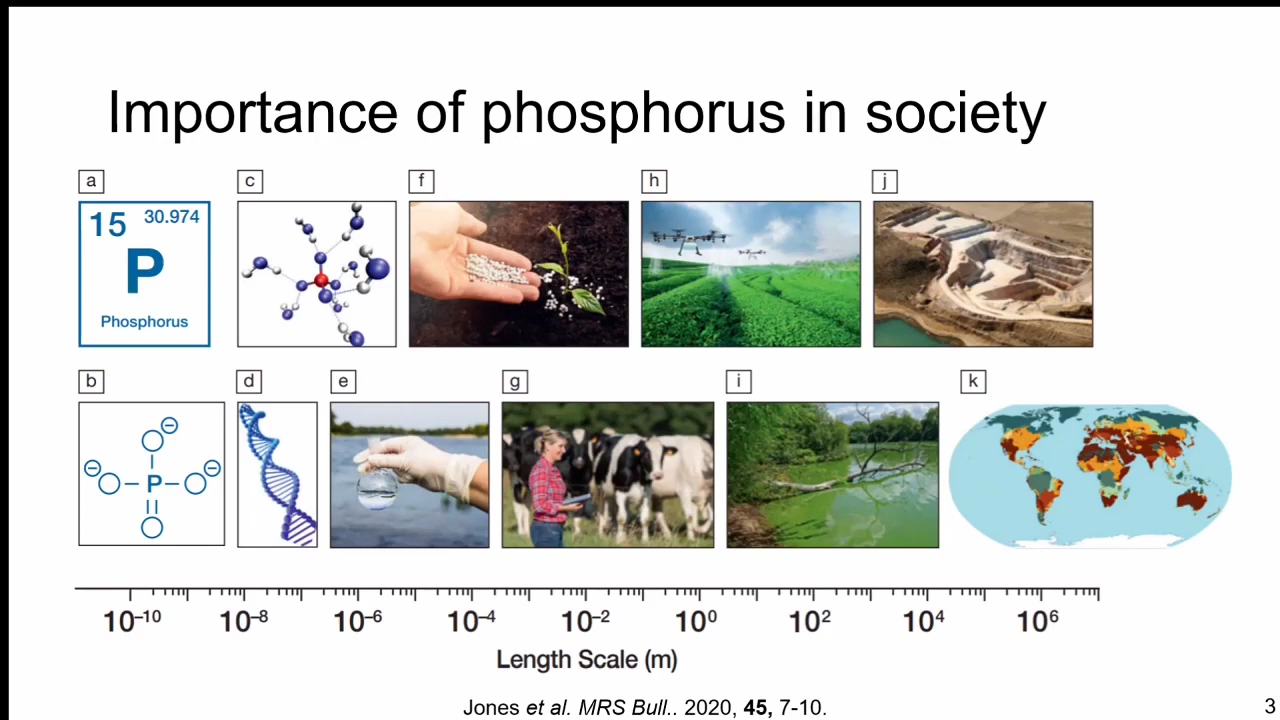 Importance of phosphorus in society
a
c
f
h
j
15 30.974
P
Phosphorus
b
d
e
g
i
k
P
10⁻¹⁰ 10⁻⁸ 10⁻⁶ 10⁻⁴ 10⁻² 10⁰ 10² 10⁴ 10⁶
Length Scale (m)
Jones et al. MRS Bull.. 2020, 45, 7-10.
3